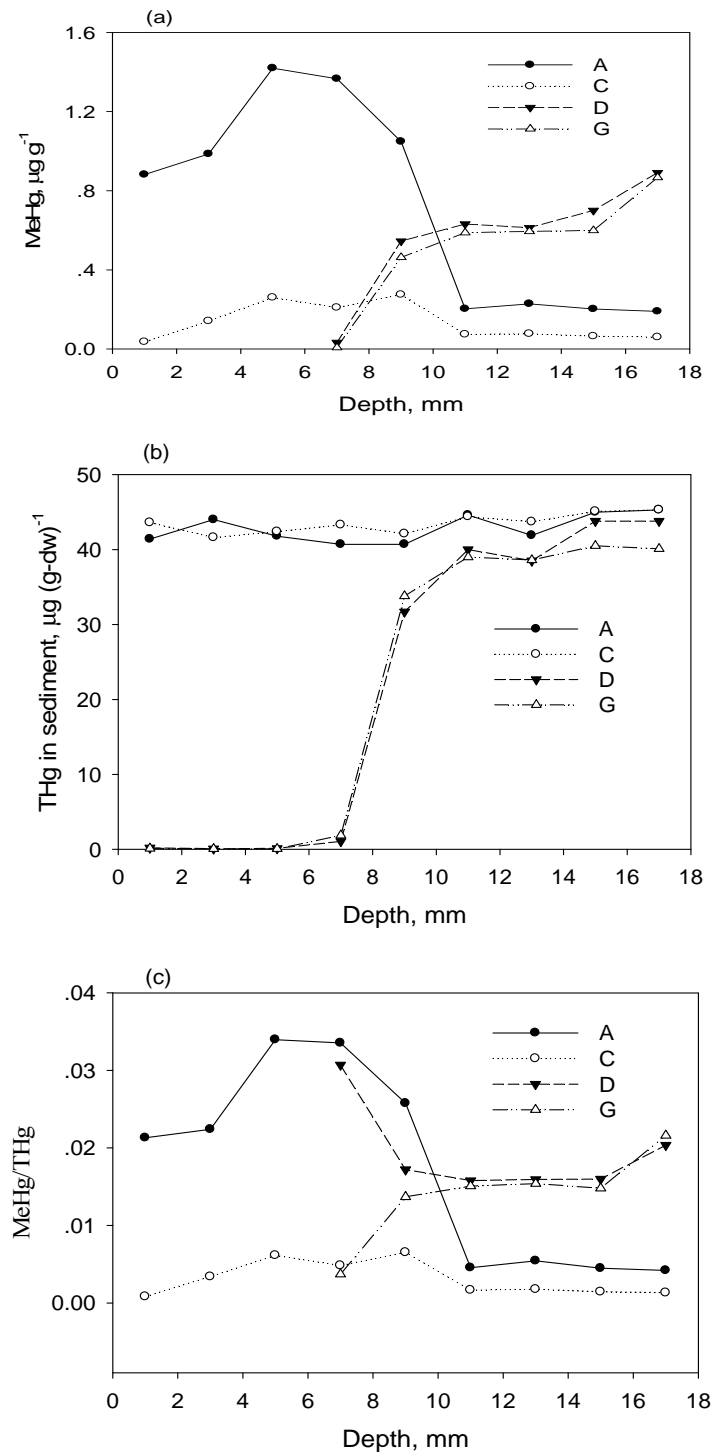 (a)
1.6
1.2
.8
.4
0.0
MeHg, µg g-1
A
C
D
G
0 2 4 6 8 10 12 14 16 18
Depth, mm
(b)
50
40
30
20
10
0
THg in sediment, µg (g-dw)-1
A
C
D
G
0 2 4 6 8 10 12 14 16 18
Depth, mm
(c)
.04
.03
.02
.01
0.00
MeHg/THg
A
C
D
G
0 2 4 6 8 10 12 14 16 18
Depth, mm